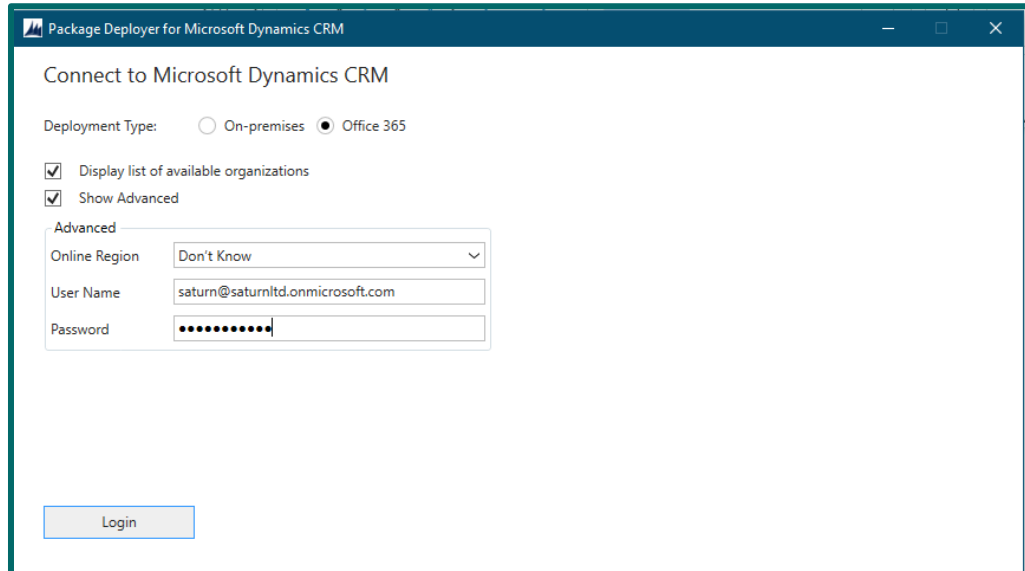 Package Deployer for Microsoft Dynamics CRM
Connect to Microsoft Dynamics CRM
Deployment Type: On-premises Office 365
Display list of available organizations
Show Advanced
Advanced
Online Region Don't Know
User Name saturn@saturnltd.onmicrosoft.com
Password •••••••••••
Login